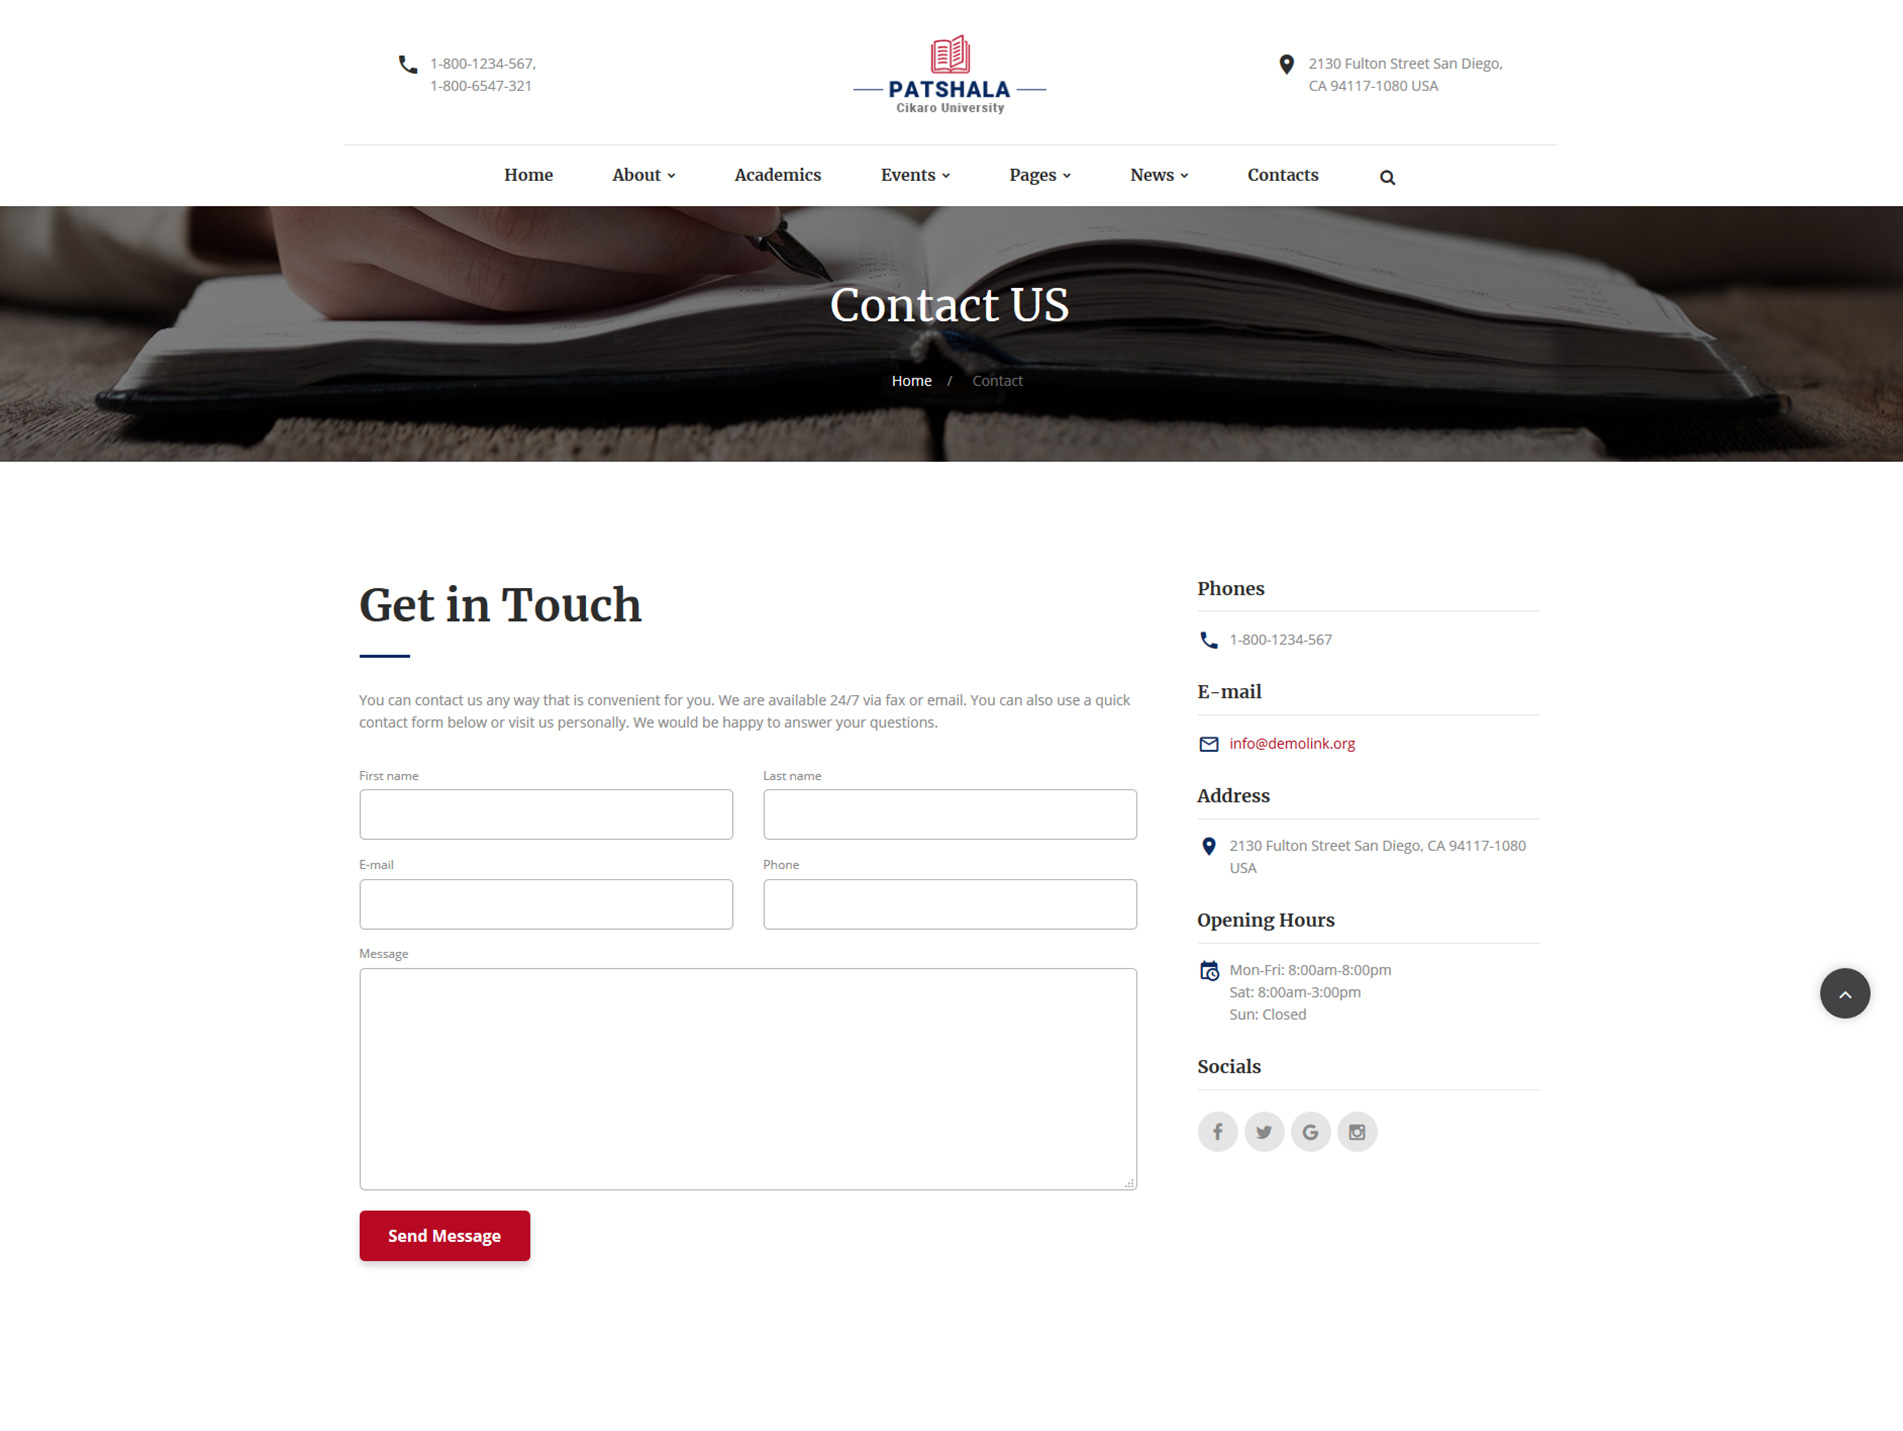 1-800-1234-567,
1-800-6547-321
PATSHALA
Cikaro University
2130 Fulton Street San Diego,
CA 94117-1080 USA
Home About Academics Events Pages News Contacts
Contact US
Home / Contact
Get in Touch
You can contact us any way that is convenient for you. We are available 24/7 via fax or email. You can also use a quick
contact form below or visit us personally. We would be happy to answer your questions.
First name Last name
E-mail Phone
Message
Send Message
Phones
1-800-1234-567
E-mail
info@demolink.org
Address
2130 Fulton Street San Diego, CA 94117-1080
USA
Opening Hours
Mon-Fri: 8:00am-8:00pm
Sat: 8:00am-3:00pm
Sun: Closed
Socials